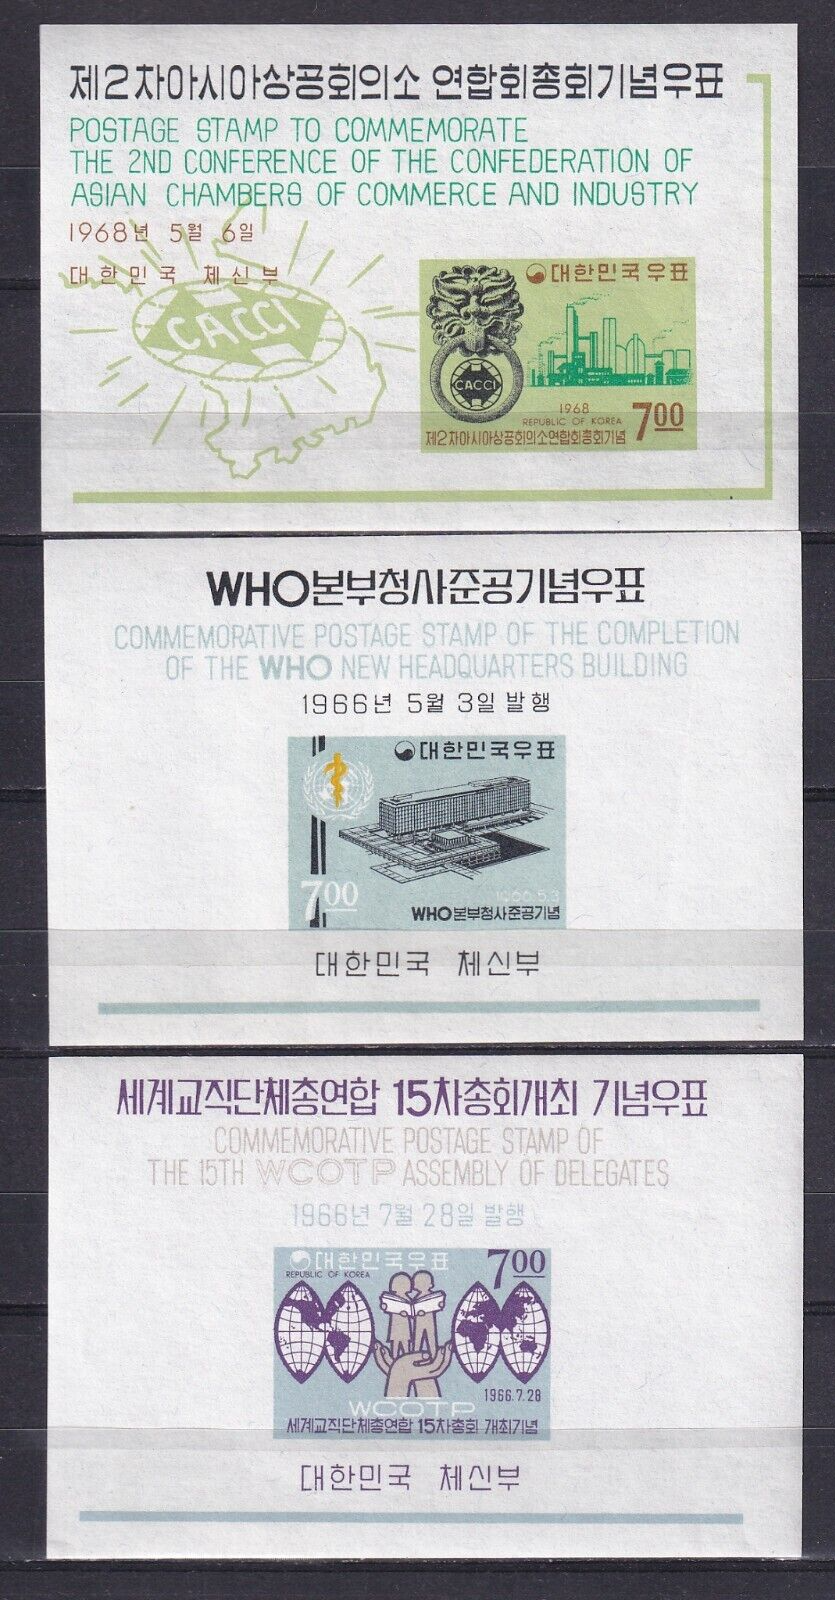 제2차아시아상공회의소 연합회총회기념우표
POSTAGE STAMP TO COMMEMORATE
THE 2ND CONFERENCE OF THE CONFEDERATION OF
ASIAN CHAMBERS OF COMMERCE AND INDUSTRY
1968년 5월 6일
대한민국 체신부
CACCI
대한민국우표
CACCI
1968
REPUBLIC OF KOREA
제2차아시아상공회의소연합회총회기념
7.00
WHO본부청사준공기념우표
COMMEMORATIVE POSTAGE STAMP OF THE COMPLETION
OF THE WHO NEW HEADQUARTERS BUILDING
1966년 5월 3일 발행
대한민국우표
7.00
1966.5.3
WHO본부청사준공기념
대한민국 체신부
세계교직단체총연합 15차총회개최 기념우표
COMMEMORATIVE POSTAGE STAMP OF
THE 15TH WCOTP ASSEMBLY OF DELEGATES
1966년 7월 28일 발행
대한민국우표
REPUBLIC OF KOREA
7.00
1966.7.28
WCOTP
세계교직단체총연합 15차총회 개최기념
대한민국 체신부